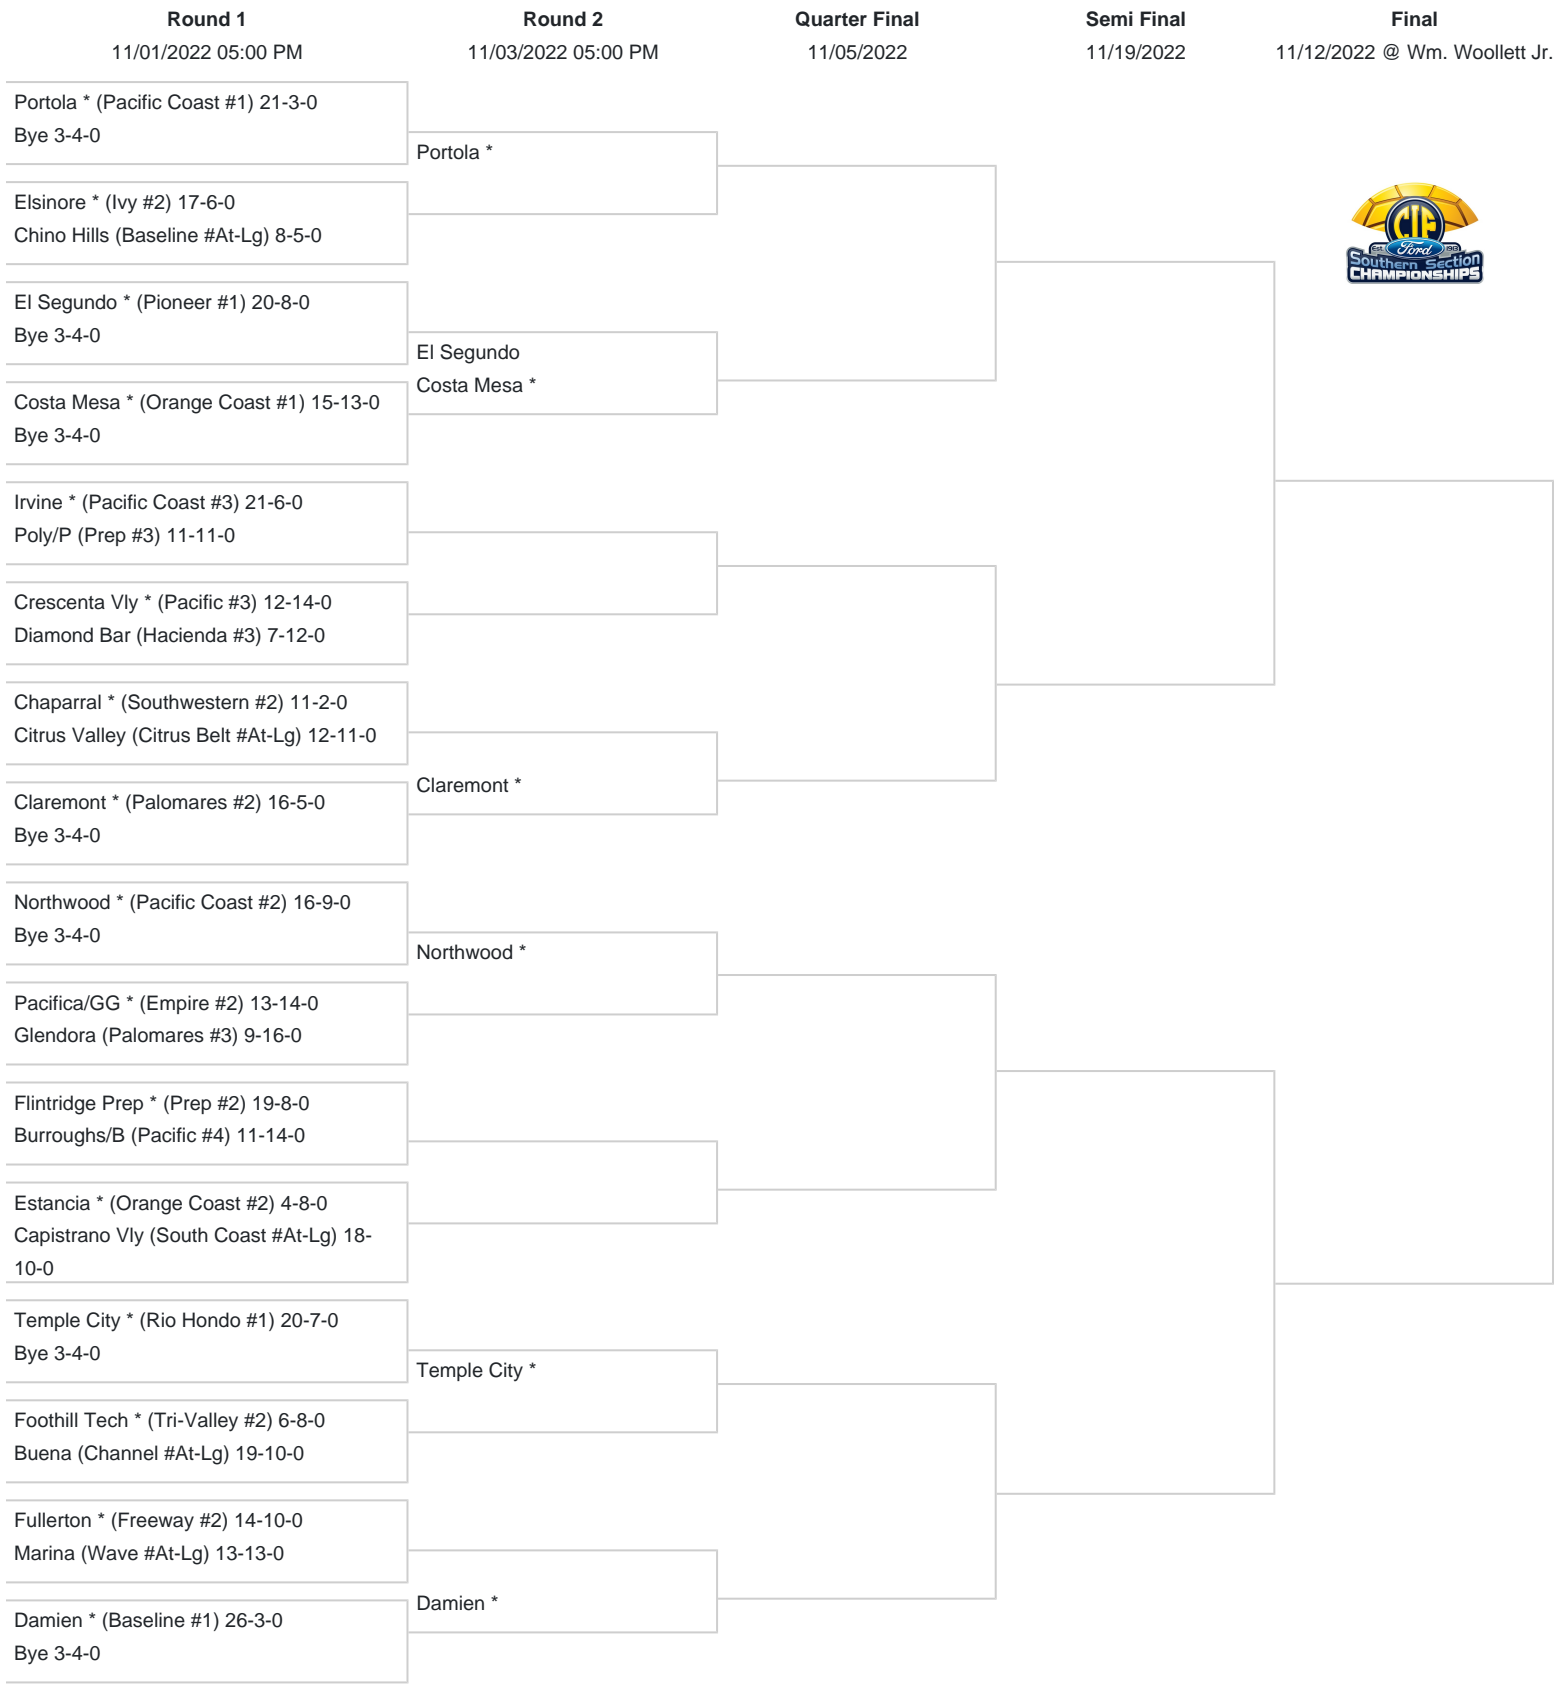 Round 1
11/01/2022 05:00 PM
Round 2
11/03/2022 05:00 PM
Quarter Final
11/05/2022
Semi Final
11/19/2022
Final
11/12/2022 @ Wm. Woollett Jr.
Portola * (Pacific Coast #1) 21-3-0
Bye 3-4-0
Elsinore * (Ivy #2) 17-6-0
Chino Hills (Baseline #At-Lg) 8-5-0
El Segundo * (Pioneer #1) 20-8-0
Bye 3-4-0
Costa Mesa * (Orange Coast #1) 15-13-0
Bye 3-4-0
Irvine * (Pacific Coast #3) 21-6-0
Poly/P (Prep #3) 11-11-0
Crescenta Vly * (Pacific #3) 12-14-0
Diamond Bar (Hacienda #3) 7-12-0
Chaparral * (Southwestern #2) 11-2-0
Citrus Valley (Citrus Belt #At-Lg) 12-11-0
Claremont * (Palomares #2) 16-5-0
Bye 3-4-0
Northwood * (Pacific Coast #2) 16-9-0
Bye 3-4-0
Pacifica/GG * (Empire #2) 13-14-0
Glendora (Palomares #3) 9-16-0
Flintridge Prep * (Prep #2) 19-8-0
Burroughs/B (Pacific #4) 11-14-0
Estancia * (Orange Coast #2) 4-8-0
Capistrano Vly (South Coast #At-Lg) 18-
10-0
Temple City * (Rio Hondo #1) 20-7-0
Bye 3-4-0
Foothill Tech * (Tri-Valley #2) 6-8-0
Buena (Channel #At-Lg) 19-10-0
Fullerton * (Freeway #2) 14-10-0
Marina (Wave #At-Lg) 13-13-0
Damien * (Baseline #1) 26-3-0
Bye 3-4-0
Portola *
El Segundo
Costa Mesa *
Claremont *
Northwood *
Temple City *
Damien *
CIF
Ford
Southern Section
CHAMPIONSHIPS